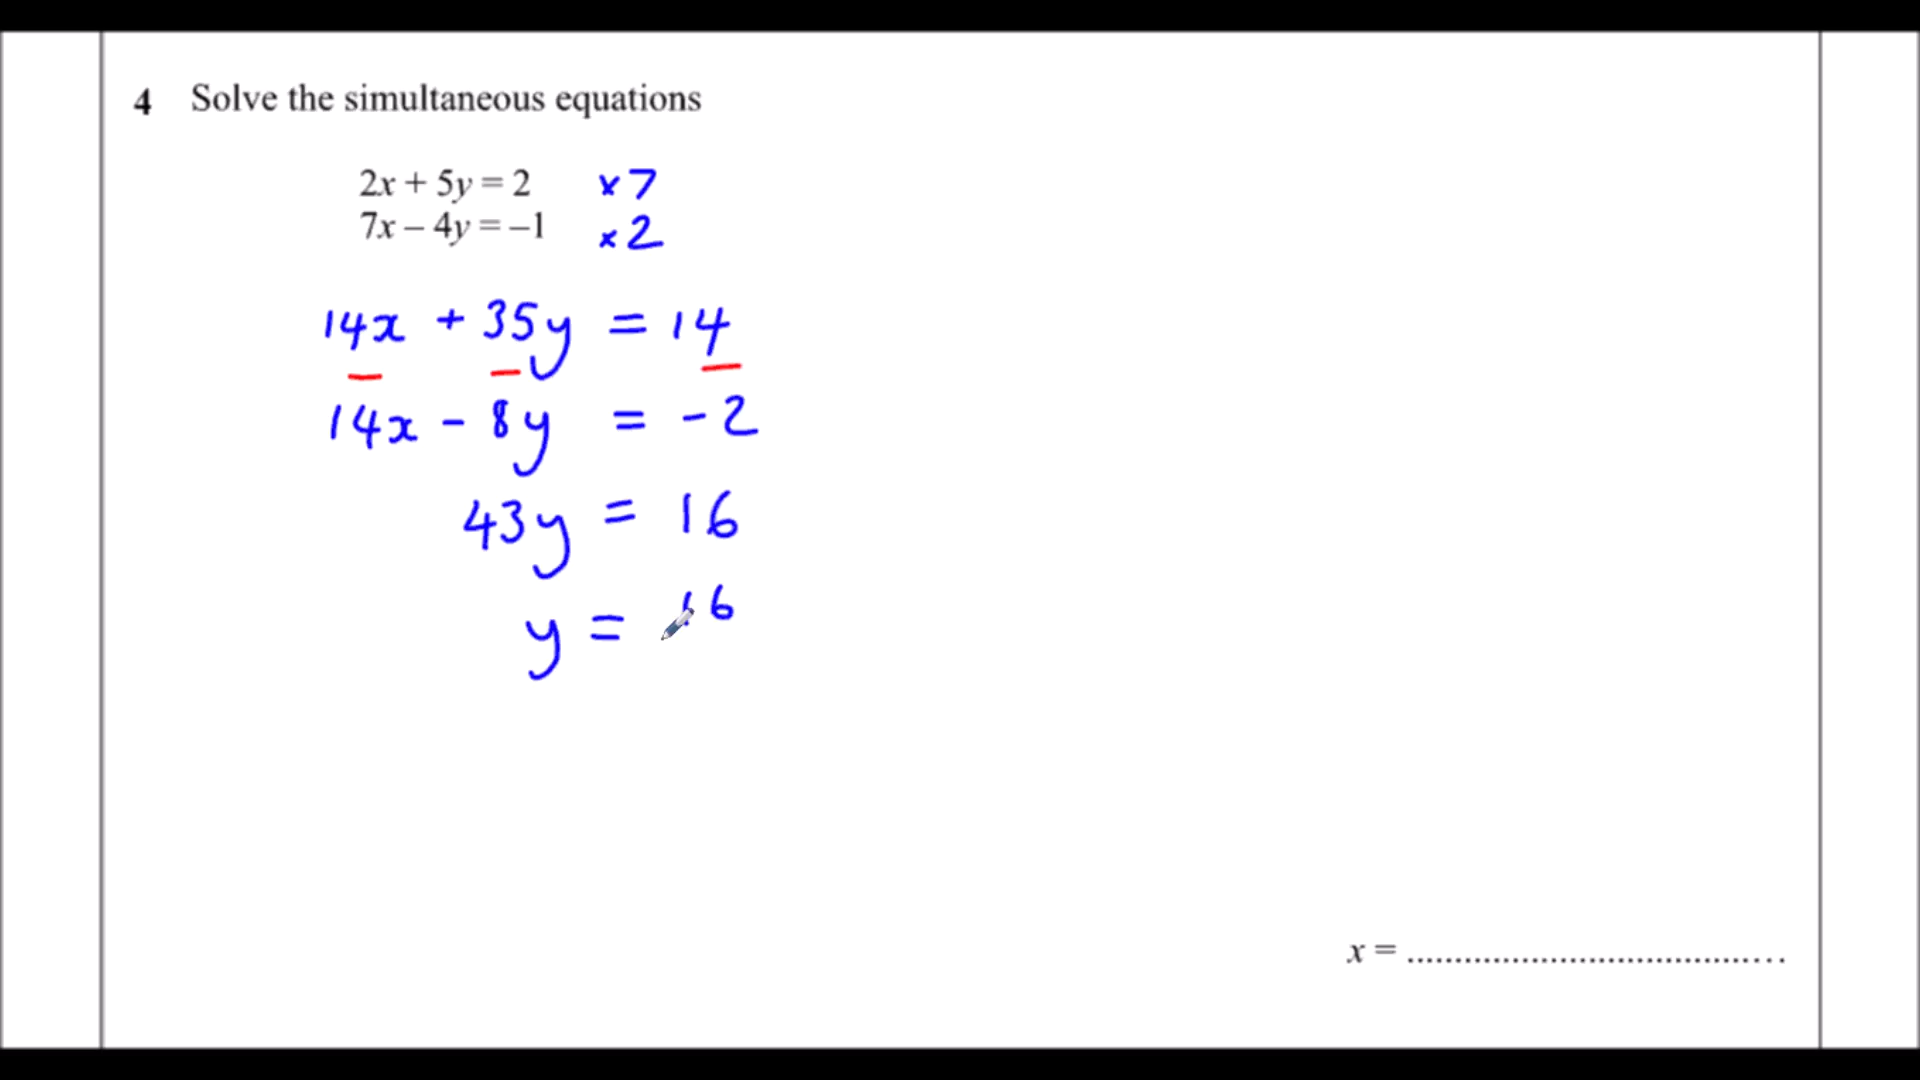 4 Solve the simultaneous equations
2x + 5y = 2 ×7
7x – 4y = –1 ×2
14x + 35y = 14
14x - 8y = -2
43y = 16
y = 16
x = ........................................